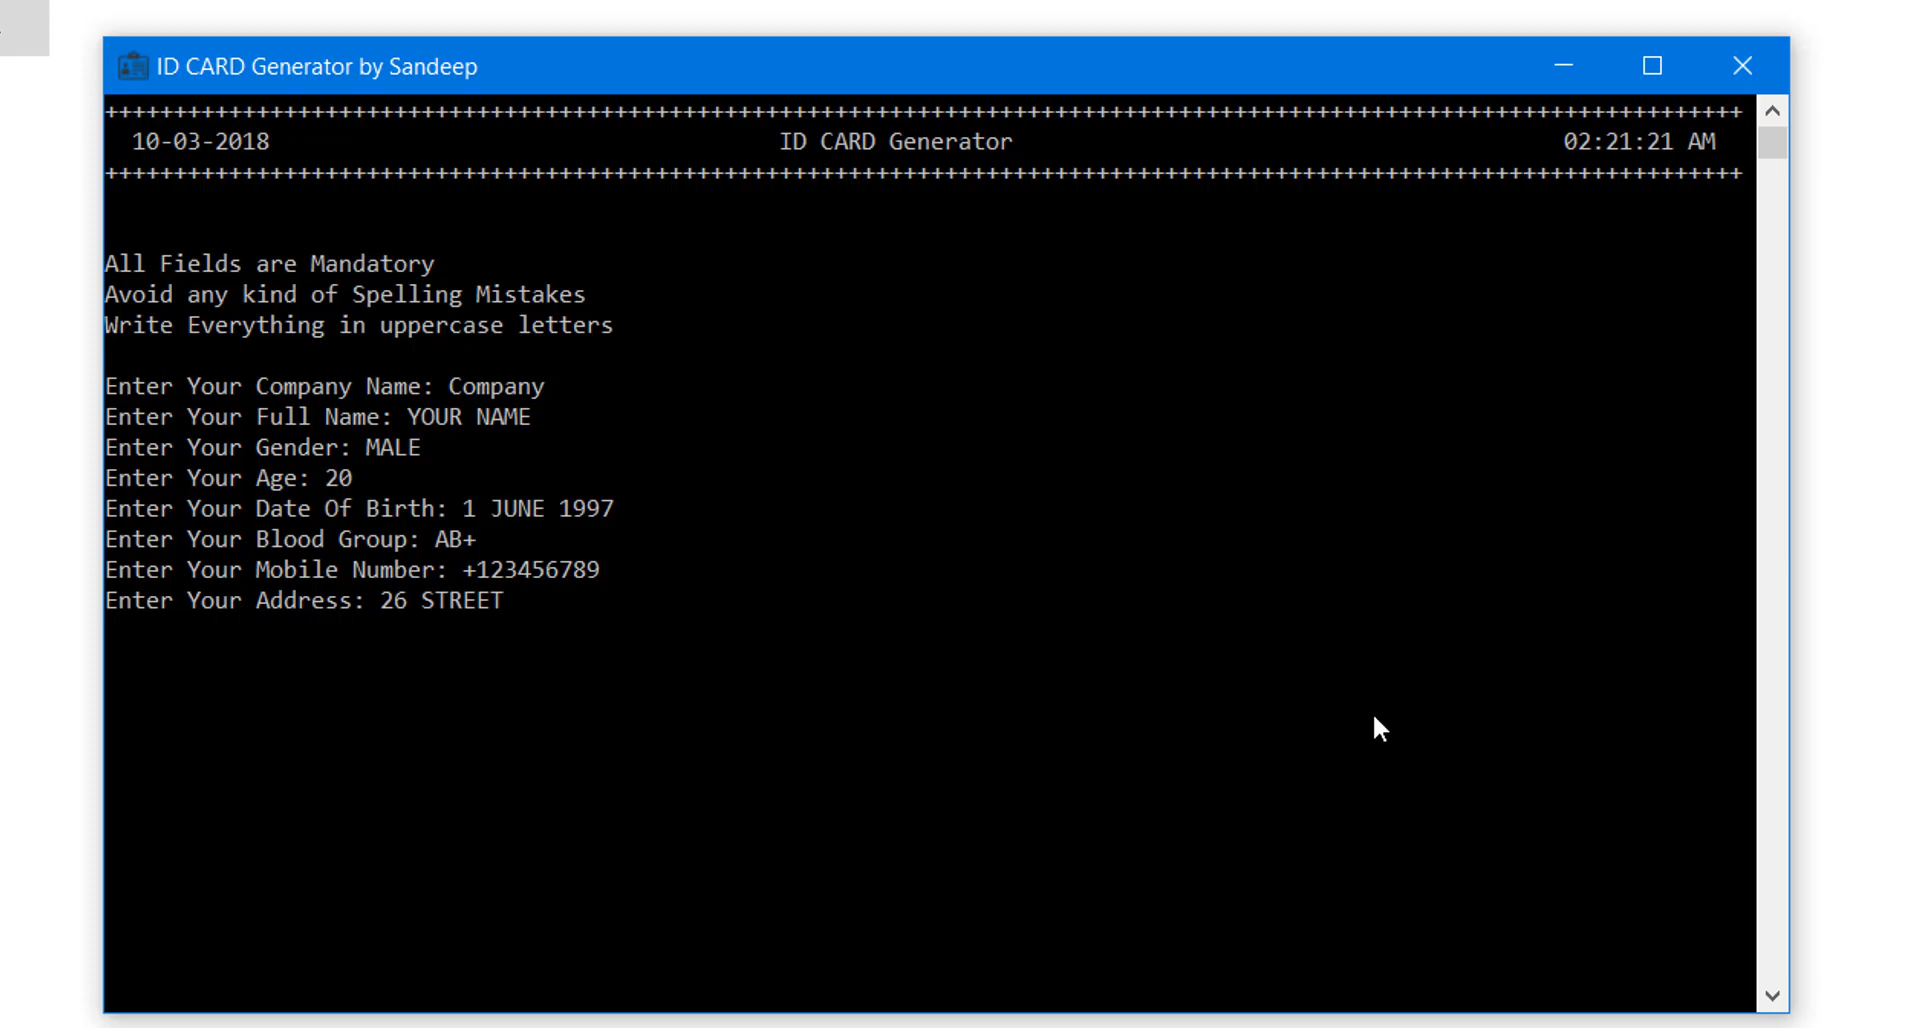 ID CARD Generator by Sandeep
+++++++++++++++++++++++++++++++++++++++++++++++++++++++++++++++++++++++++++++++++++++++++++++++++++++++++++++++++++++++
10-03-2018 ID CARD Generator 02:21:21 AM
+++++++++++++++++++++++++++++++++++++++++++++++++++++++++++++++++++++++++++++++++++++++++++++++++++++++++++++++++++++++
All Fields are Mandatory
Avoid any kind of Spelling Mistakes
Write Everything in uppercase letters
Enter Your Company Name: Company
Enter Your Full Name: YOUR NAME
Enter Your Gender: MALE
Enter Your Age: 20
Enter Your Date Of Birth: 1 JUNE 1997
Enter Your Blood Group: AB+
Enter Your Mobile Number: +123456789
Enter Your Address: 26 STREET